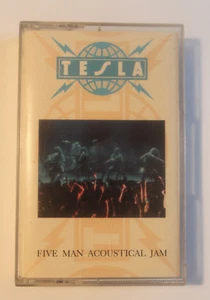 TESLA
FIVE MAN ACOUSTICAL JAM